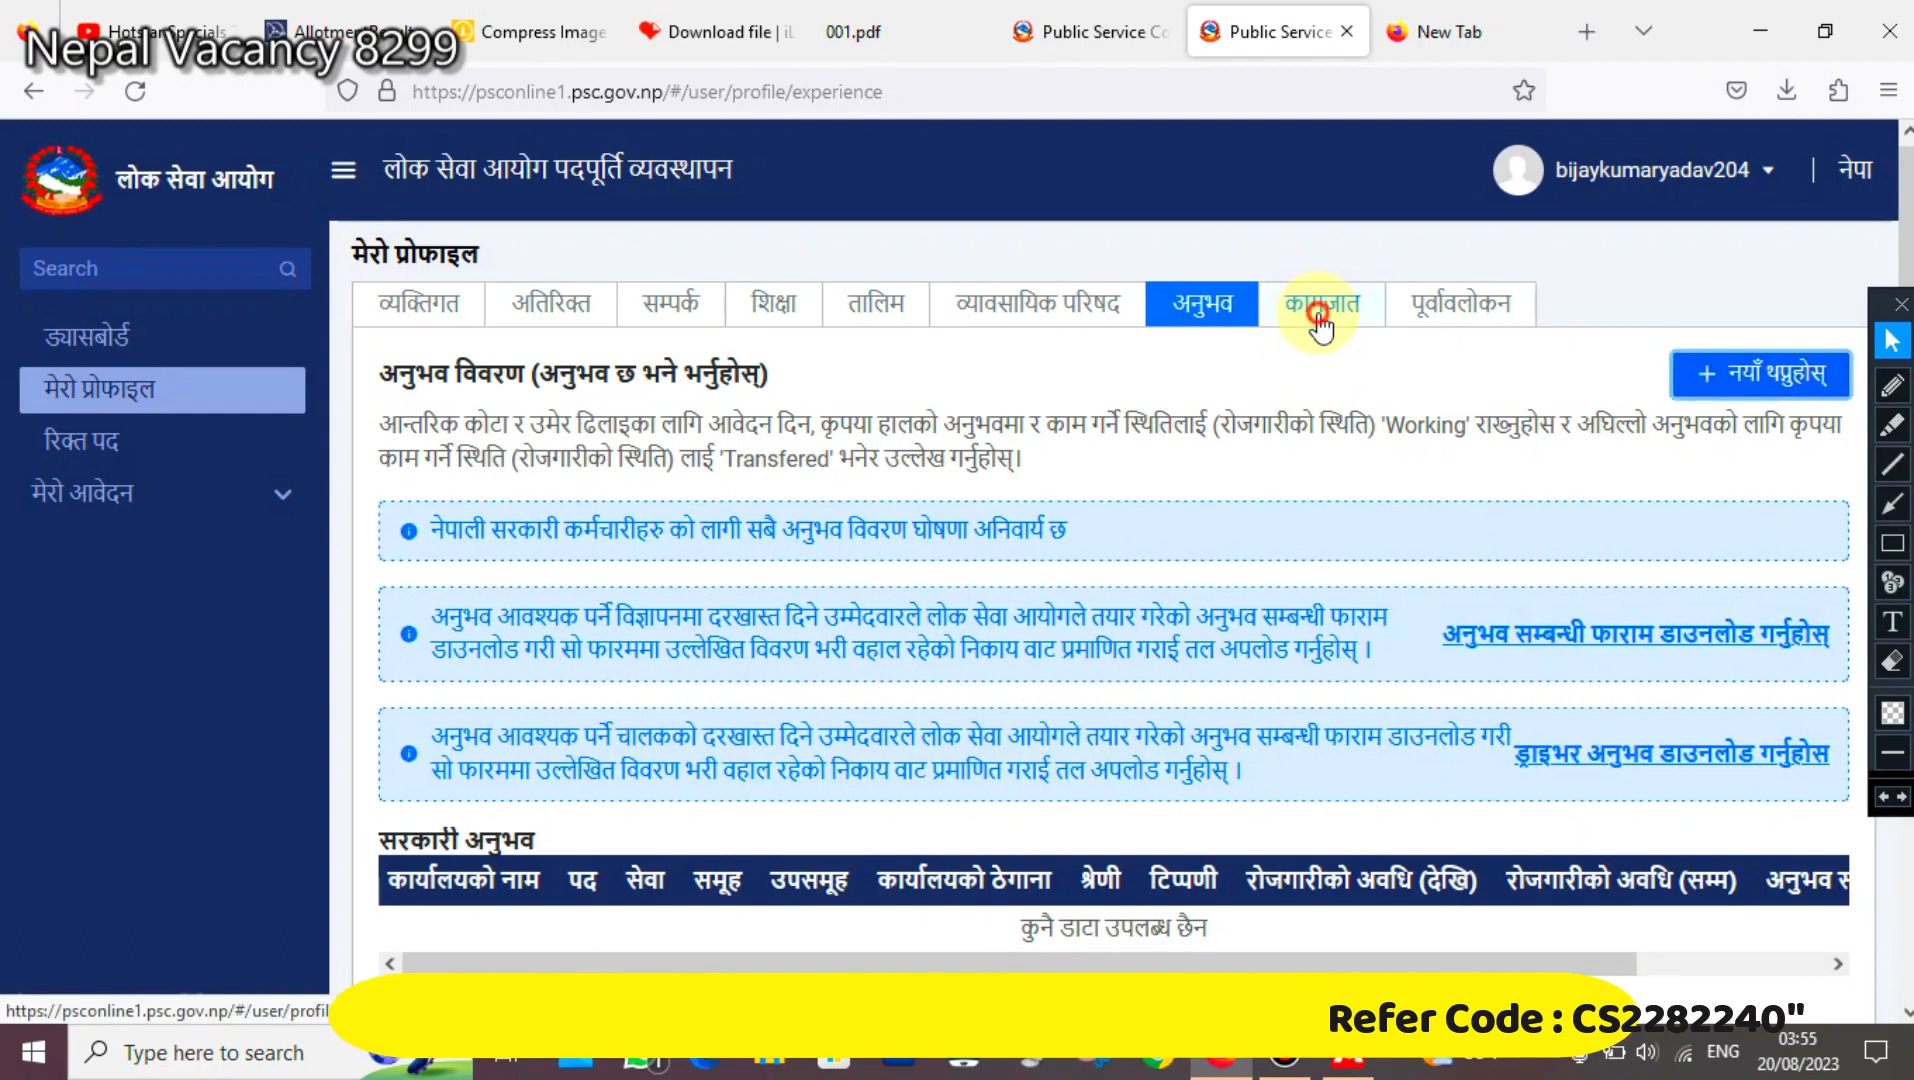 Hotstar Specials
AllotmentResult
Compress Image
Download file | iL
001.pdf
Public Service Co
Public Service
New Tab
Nepal Vacancy 8299
https://psconline1.psc.gov.np/#/user/profile/experience
लोक सेवा आयोग
लोक सेवा आयोग पदपूर्ति व्यवस्थापन
bijaykumaryadav204
नेपा
Search
ड्यासबोर्ड
मेरो प्रोफाइल
रिक्त पद
मेरो आवेदन
मेरो प्रोफाइल
व्यक्तिगत
अतिरिक्त
सम्पर्क
शिक्षा
तालिम
व्यावसायिक परिषद
अनुभव
पूर्वावलोकन
अनुभव विवरण (अनुभव छ भने भर्नुहोस्)
+ नयाँ थप्नुहोस्
आन्तरिक कोटा र उमेर ढिलाइका लागि आवेदन दिन, कृपया हालको अनुभवमा र काम गर्ने स्थितिलाई (रोजगारीको स्थिति) 'Working' राख्नुहोस र अघिल्लो अनुभवको लागि कृपया
काम गर्ने स्थिति (रोजगारीको स्थिति) लाई 'Transfered' भनेर उल्लेख गर्नुहोस्।
नेपाली सरकारी कर्मचारीहरु को लागी सबै अनुभव विवरण घोषणा अनिवार्य छ
अनुभव आवश्यक पर्ने विज्ञापनमा दरखास्त दिने उम्मेदवारले लोक सेवा आयोगले तयार गरेको अनुभव सम्बन्धी फाराम
डाउनलोड गरी सो फारममा उल्लेखित विवरण भरी वहाल रहेको निकाय वाट प्रमाणित गराई तल अपलोड गर्नुहोस् ।
अनुभव सम्बन्धी फाराम डाउनलोड गर्नुहोस्
अनुभव आवश्यक पर्ने चालकको दरखास्त दिने उम्मेदवारले लोक सेवा आयोगले तयार गरेको अनुभव सम्बन्धी फाराम डाउनलोड गरी
सो फारममा उल्लेखित विवरण भरी वहाल रहेको निकाय वाट प्रमाणित गराई तल अपलोड गर्नुहोस् ।
ड्राइभर अनुभव डाउनलोड गर्नुहोस
सरकारी अनुभव
कार्यालयको नाम पद सेवा समूह उपसमूह कार्यालयको ठेगाना श्रेणी टिप्पणी रोजगारीको अवधि (देखि) रोजगारीको अवधि (सम्म) अनुभव
कुनै डाटा उपलब्ध छैन
https://psconline1.psc.gov.np/#/user/profil
Refer Code : CS2282240"
Type here to search
ENG
03:55
20/08/2023